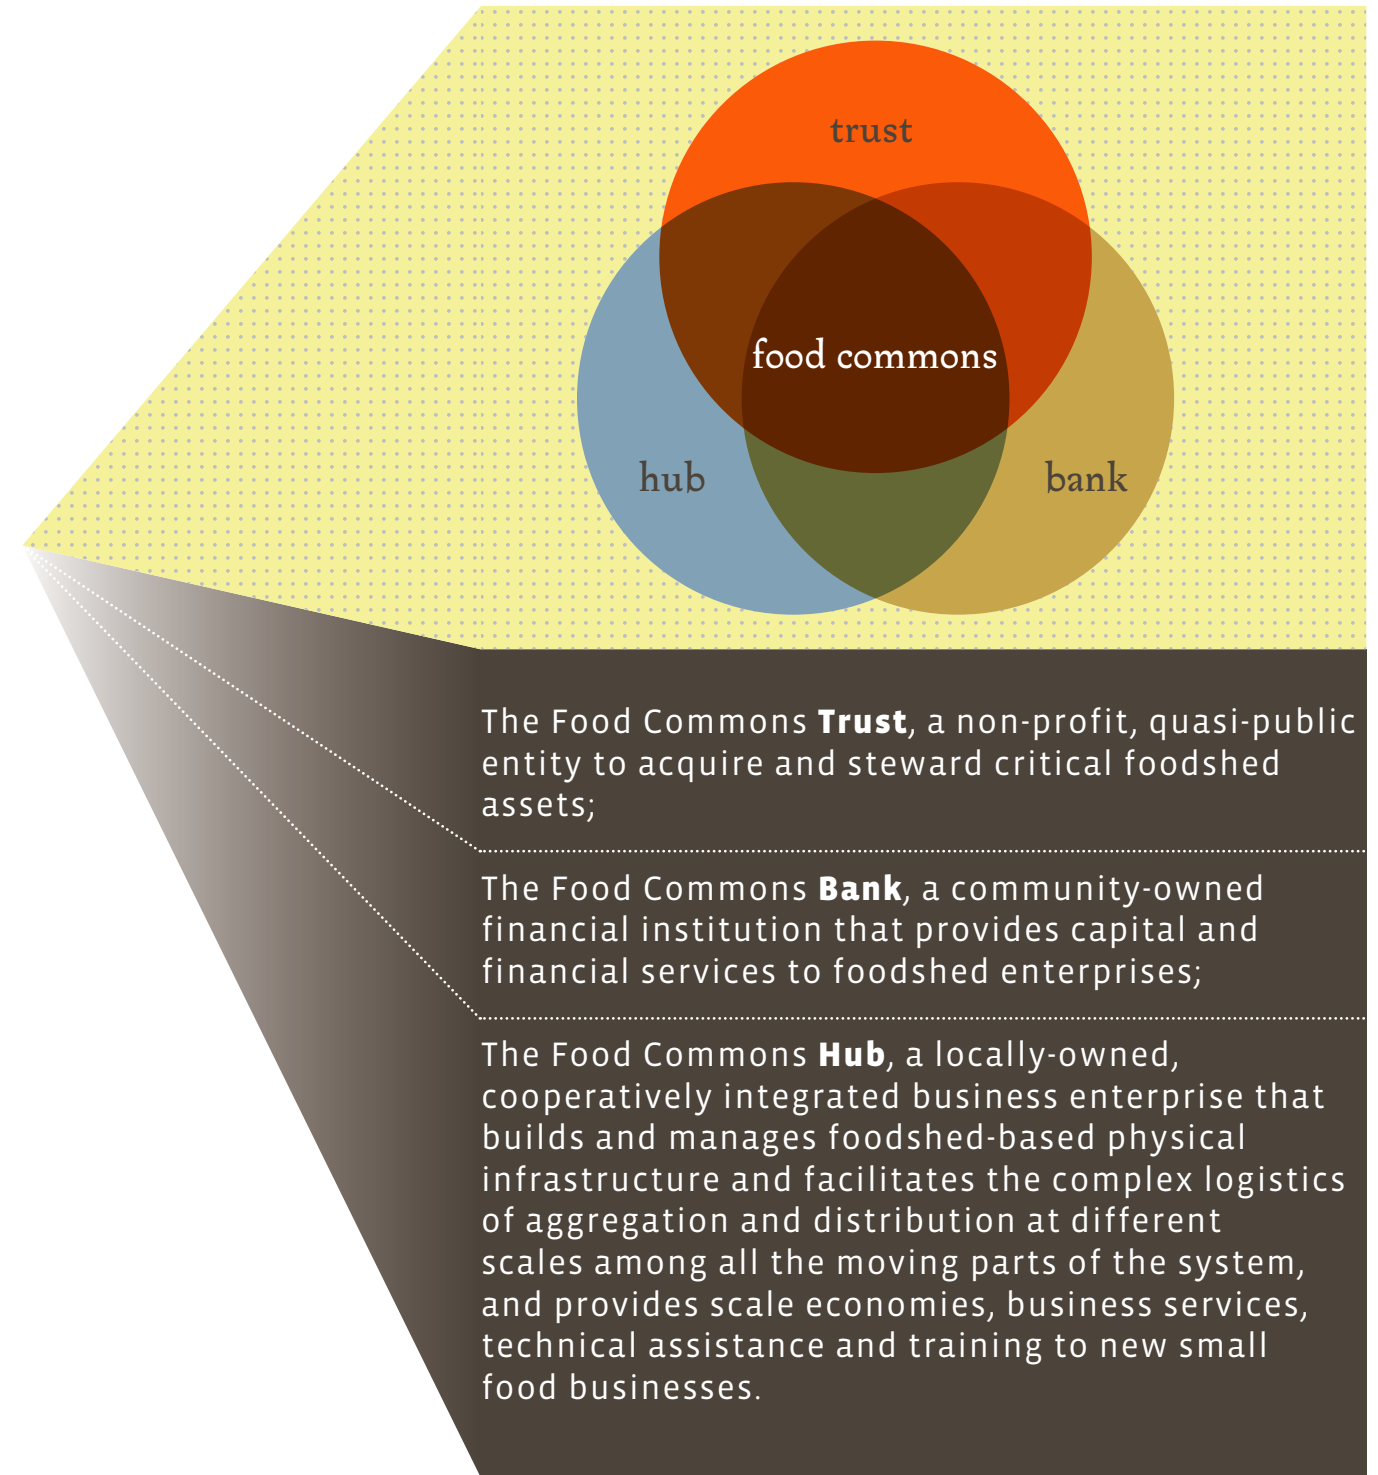 trust
food commons
hub
bank
The Food Commons Trust, a non-profit, quasi-public
entity to acquire and steward critical foodshed
assets;
The Food Commons Bank, a community-owned
financial institution that provides capital and
financial services to foodshed enterprises;
The Food Commons Hub, a locally-owned,
cooperatively integrated business enterprise that
builds and manages foodshed-based physical
infrastructure and facilitates the complex logistics
of aggregation and distribution at different
scales among all the moving parts of the system,
and provides scale economies, business services,
technical assistance and training to new small
food businesses.